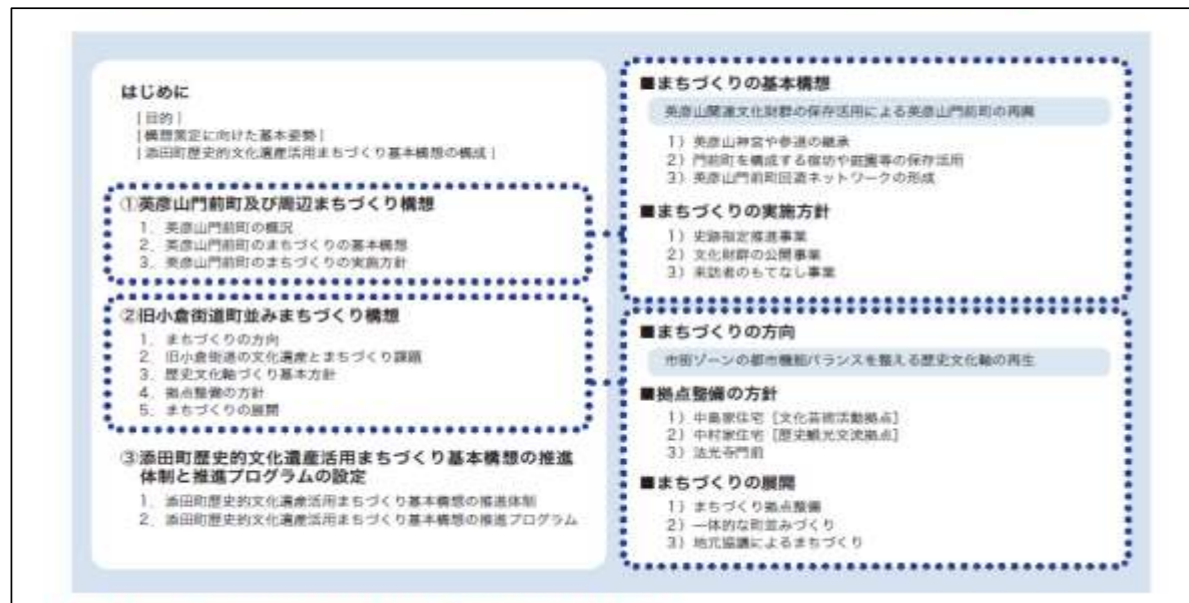 はじめに
[目的]
[構想策定に向けた基本姿勢]
[添田町歴史的文化遺産活用まちづくり基本構想の構成]
①英彦山門前町及び周辺まちづくり構想
1. 英彦山門前町の概況
2. 英彦山門前町のまちづくりの基本構想
3. 英彦山門前町のまちづくりの実施方針
②旧小倉街道町並みまちづくり構想
1. まちづくりの方向
2. 旧小倉街道の文化遺産とまちづくり課題
3. 歴史文化軸づくり基本方針
4. 拠点整備の方針
5. まちづくりの展開
③添田町歴史的文化遺産活用まちづくり基本構想の推進
体制と推進プログラムの設定
1. 添田町歴史的文化遺産活用まちづくり基本構想の推進体制
2. 添田町歴史的文化遺産活用まちづくり基本構想の推進プログラム
■まちづくりの基本構想
英彦山関連文化財群の保存活用による英彦山門前町の再興
1) 英彦山神宮や参道の継承
2) 門前町を構成する宿坊や庭園等の保存活用
3) 英彦山門前町回遊ネットワークの形成
■まちづくりの実施方針
1) 史跡指定推進事業
2) 文化財群の公開事業
3) 来訪者のもてなし事業
■まちづくりの方向
市街ゾーンの都市機能バランスを整える歴史文化軸の再生
■拠点整備の方針
1) 中島家住宅 [文化芸術活動拠点]
2) 中村家住宅 [歴史観光交流拠点]
3) 法光寺門前
■まちづくりの展開
1) まちづくり拠点整備
2) 一体的な町並みづくり
3) 地元協議によるまちづくり